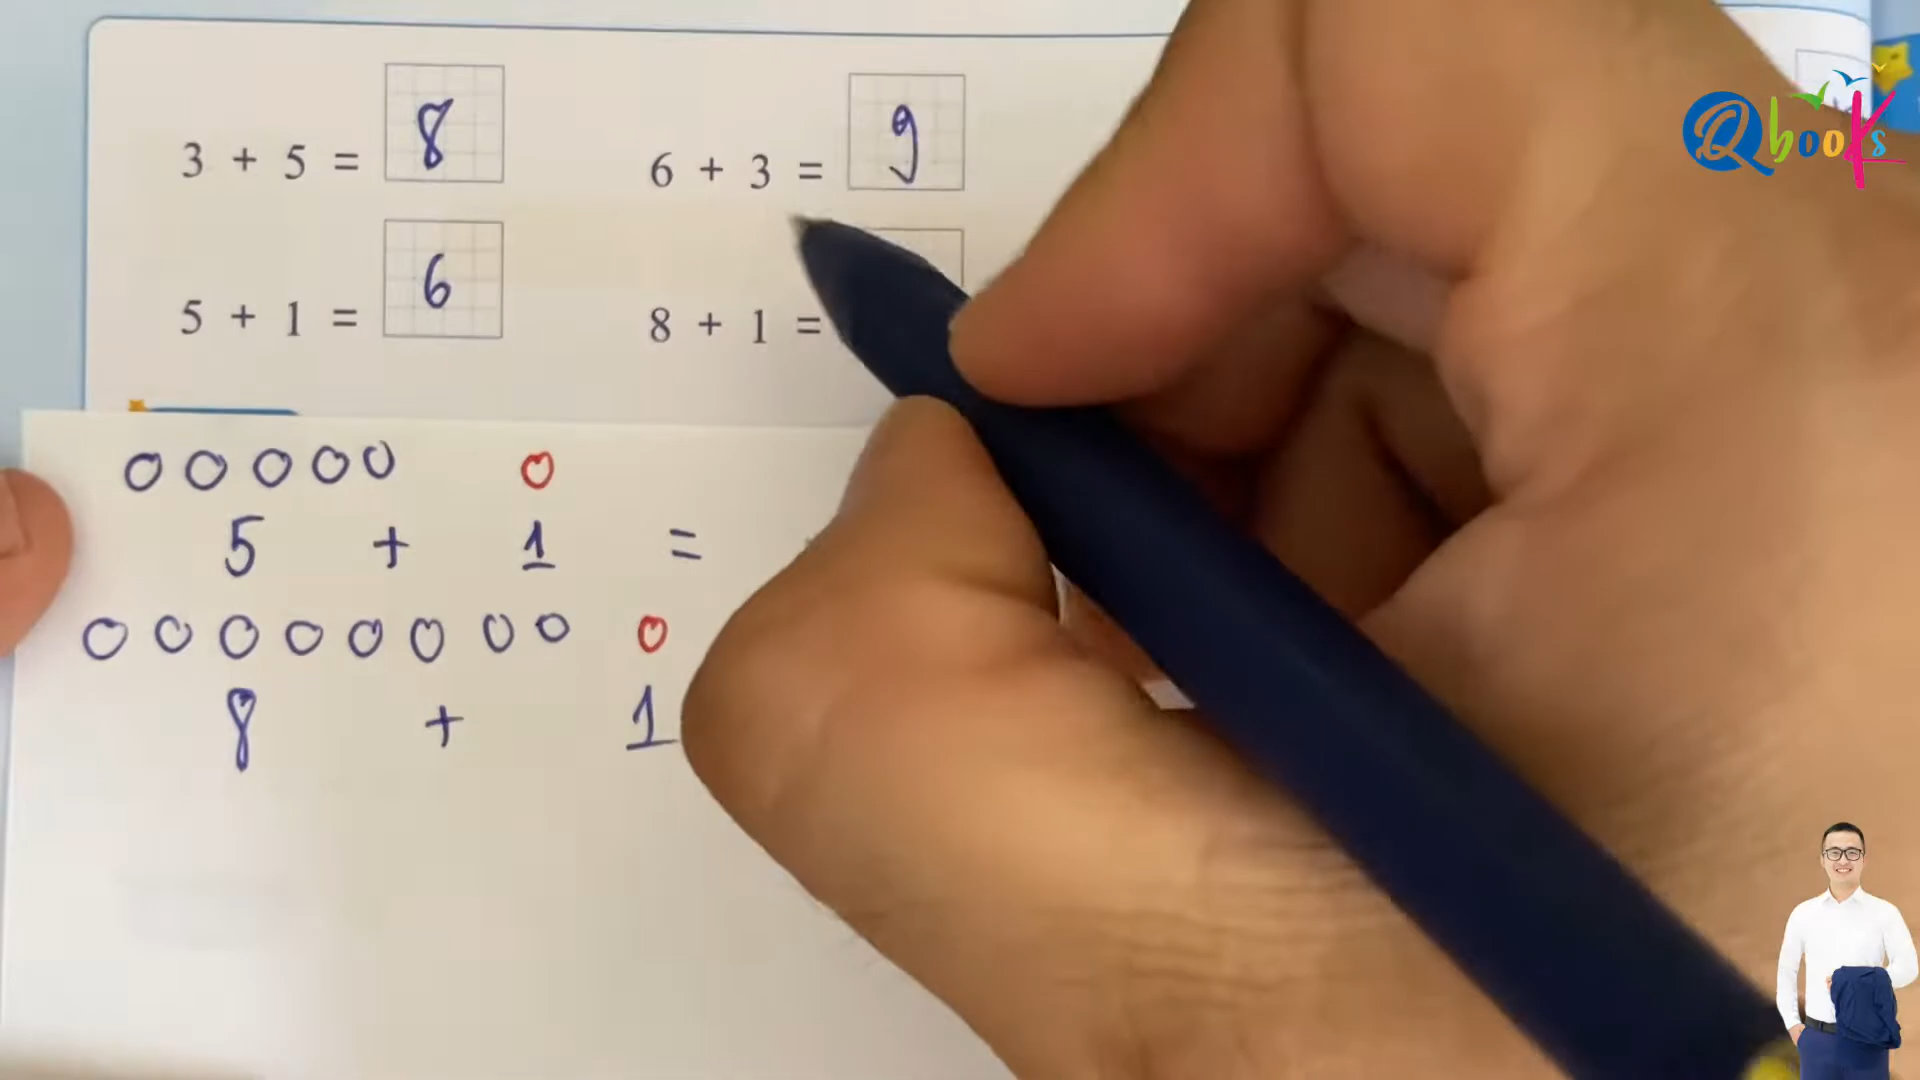 3 + 5 = 8
6 + 3 = 9
5 + 1 = 6
8 + 1 =
5 + 1 =
8 + 1
Qbooks